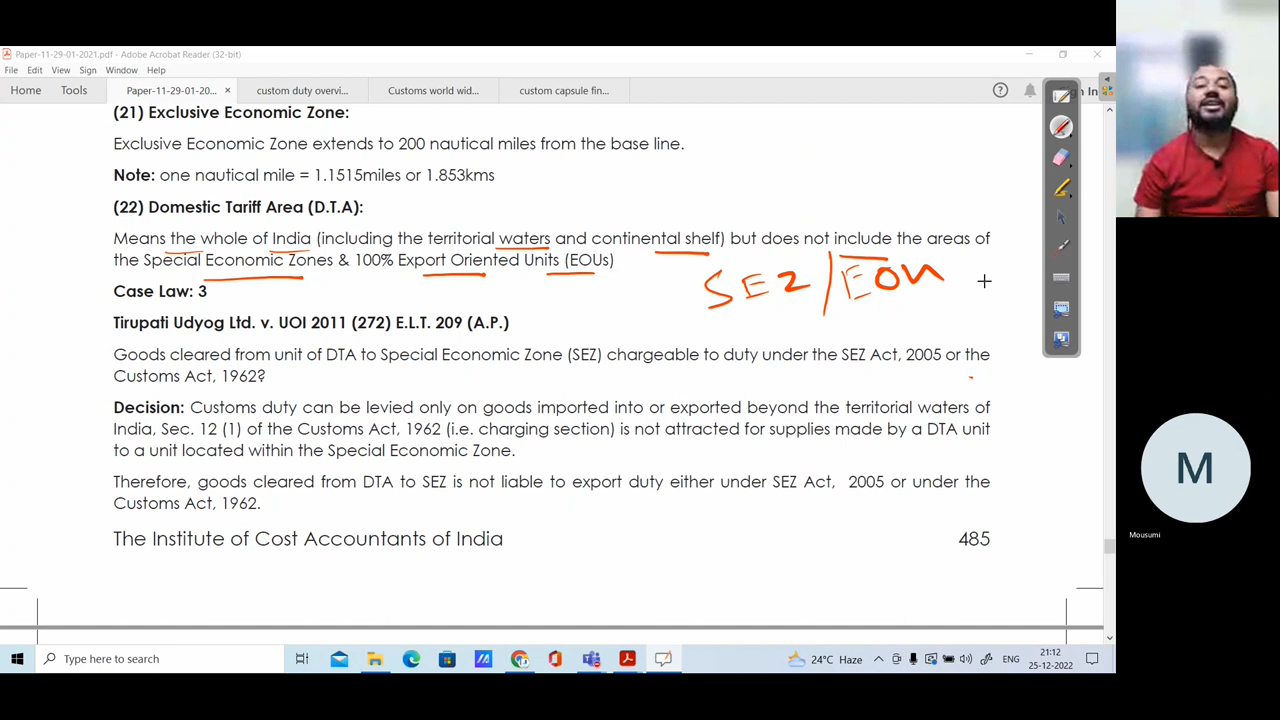 Paper-11-29-01-2021.pdf - Adobe Acrobat Reader (32-bit)
File Edit View Sign Window Help
Home Tools Paper-11-29-01-20... × custom duty overvi... Customs world wid... custom capsule fin... Sign In
(21) Exclusive Economic Zone:
Exclusive Economic Zone extends to 200 nautical miles from the base line.
Note: one nautical mile = 1.1515miles or 1.853kms
(22) Domestic Tariff Area (D.T.A):
Means the whole of India (including the territorial waters and continental shelf) but does not include the areas of
the Special Economic Zones & 100% Export Oriented Units (EOUs)
SEZ/EOU
Case Law: 3
Tirupati Udyog Ltd. v. UOI 2011 (272) E.L.T. 209 (A.P.)
Goods cleared from unit of DTA to Special Economic Zone (SEZ) chargeable to duty under the SEZ Act, 2005 or the
Customs Act, 1962?
Decision: Customs duty can be levied only on goods imported into or exported beyond the territorial waters of
India, Sec. 12 (1) of the Customs Act, 1962 (i.e. charging section) is not attracted for supplies made by a DTA unit
to a unit located within the Special Economic Zone.
Therefore, goods cleared from DTA to SEZ is not liable to export duty either under SEZ Act, 2005 or under the
Customs Act, 1962.
The Institute of Cost Accountants of India 485
M
Mousumi
Type here to search
24°C Haze
ENG
21:12
25-12-2022